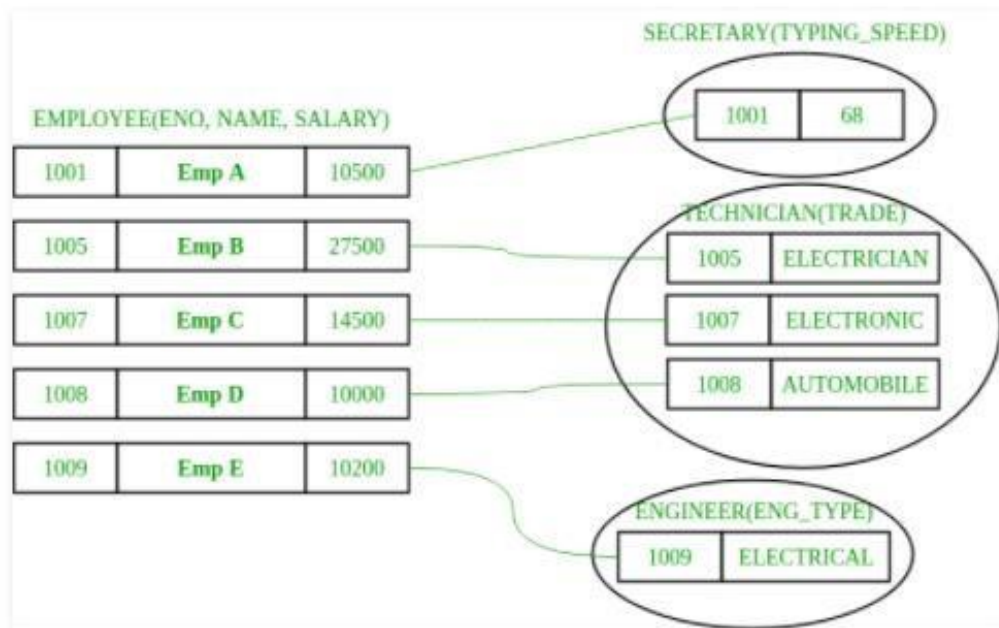 SECRETARY(TYPING_SPEED)
1001 68
EMPLOYEE(ENO, NAME, SALARY)
1001 Emp A 10500
1005 Emp B 27500
1007 Emp C 14500
1008 Emp D 10000
1009 Emp E 10200
TECHNICIAN(TRADE)
1005 ELECTRICIAN
1007 ELECTRONIC
1008 AUTOMOBILE
ENGINEER(ENG_TYPE)
1009 ELECTRICAL